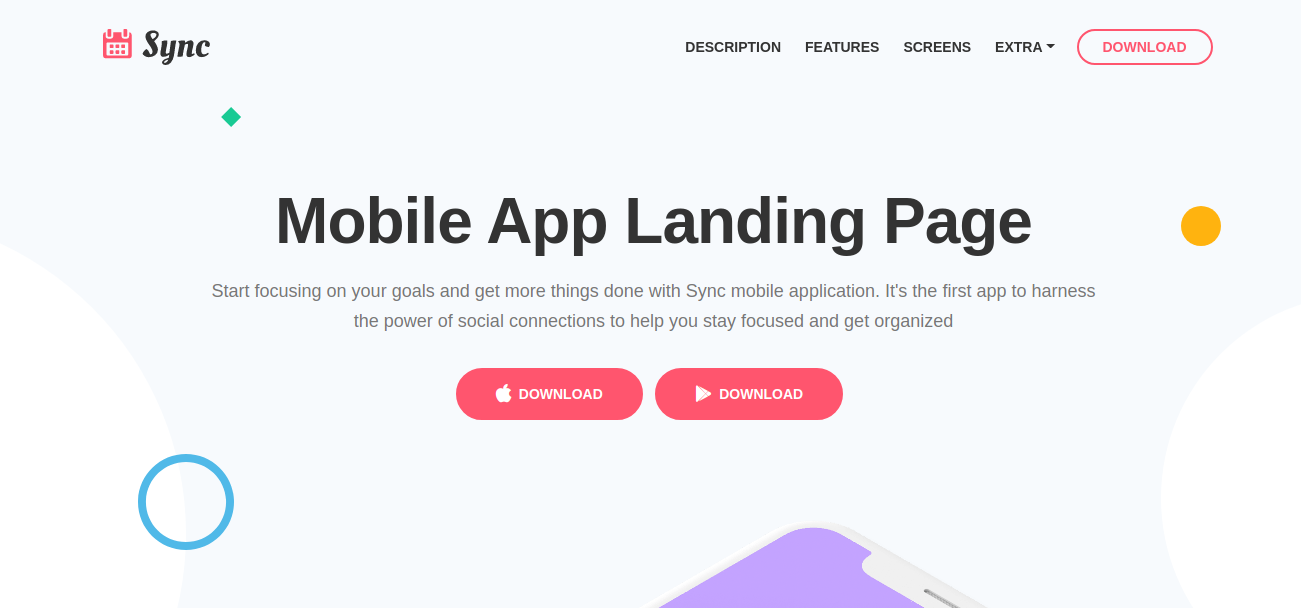 Sync
DESCRIPTION FEATURES SCREENS EXTRA DOWNLOAD
Mobile App Landing Page
Start focusing on your goals and get more things done with Sync mobile application. It's the first app to harness
the power of social connections to help you stay focused and get organized
DOWNLOAD DOWNLOAD